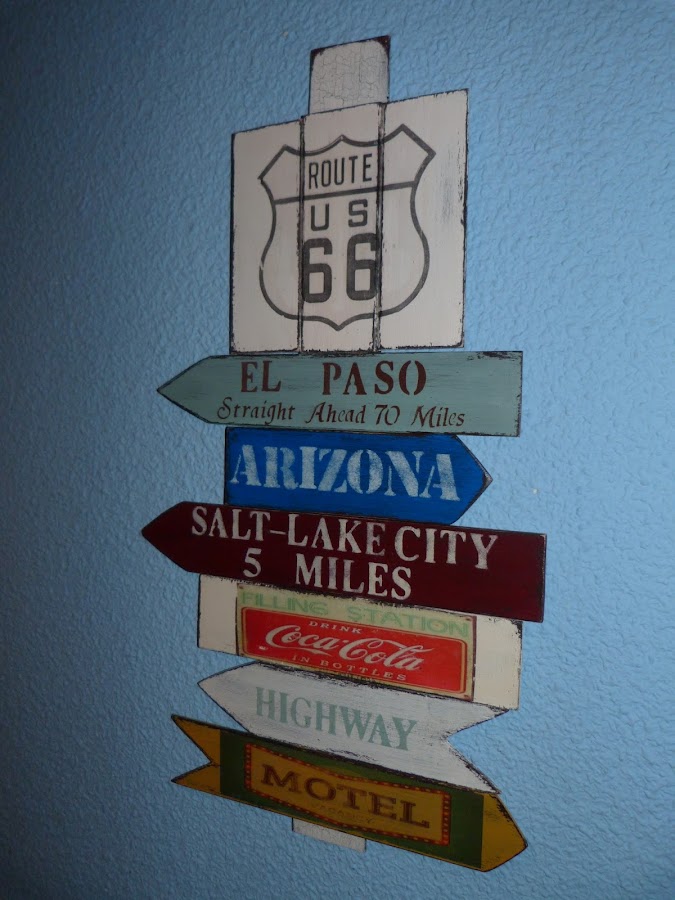 ROUTE
US
66
EL PASO
Straight Ahead 70 Miles
ARIZONA
SALT-LAKE CITY
5 MILES
FILLING STATION
DRINK
Coca-Cola
IN BOTTLES
HIGHWAY
MOTEL
VACANCY